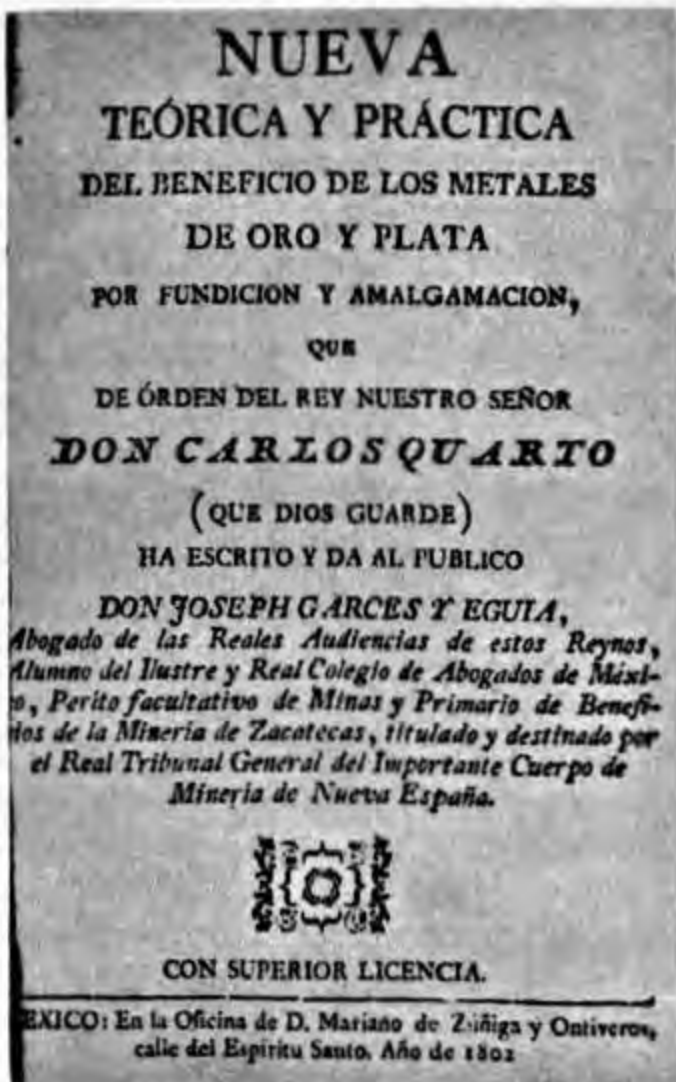 NUEVA
TEÓRICA Y PRÁCTICA
DEL BENEFICIO DE LOS METALES
DE ORO Y PLATA
POR FUNDICION Y AMALGAMACION,
QUE
DE ÓRDEN DEL REY NUESTRO SEÑOR
DON CARLOS QUARTO
(QUE DIOS GUARDE)
HA ESCRITO Y DA AL PUBLICO
DON JOSEPH GARCES Y EGUIA,
Abogado de las Reales Audiencias de estos Reynos,
Alumno del Ilustre y Real Colegio de Abogados de Méxi-
o, Perito facultativo de Minas y Primario de Benefi-
ios de la Mineria de Zacatecas, titulado y destinado por
el Real Tribunal General del Importante Cuerpo de
Mineria de Nueva España.
CON SUPERIOR LICENCIA.
EXICO: En la Oficina de D. Mariano de Zúñiga y Ontiveros,
calle del Espíritu Santo. Año de 1802